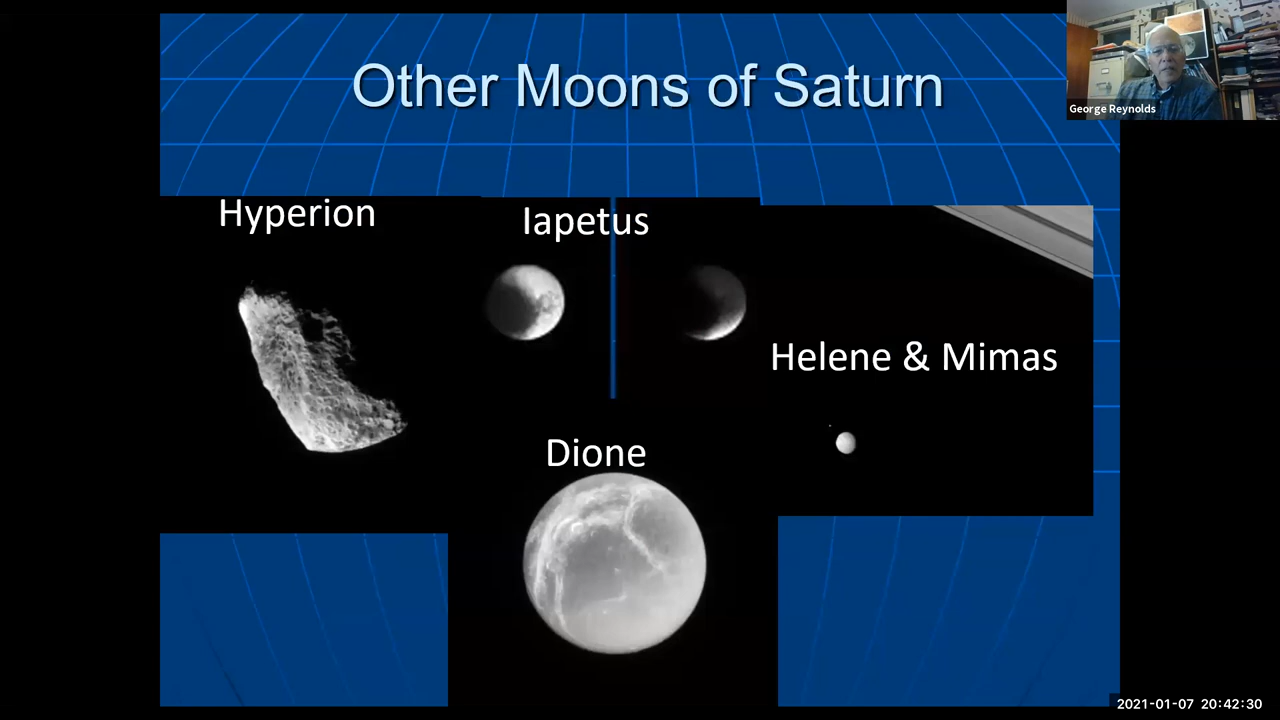 Other Moons of Saturn
George Reynolds
Hyperion
Iapetus
Helene & Mimas
Dione
2021-01-07 20:42:30